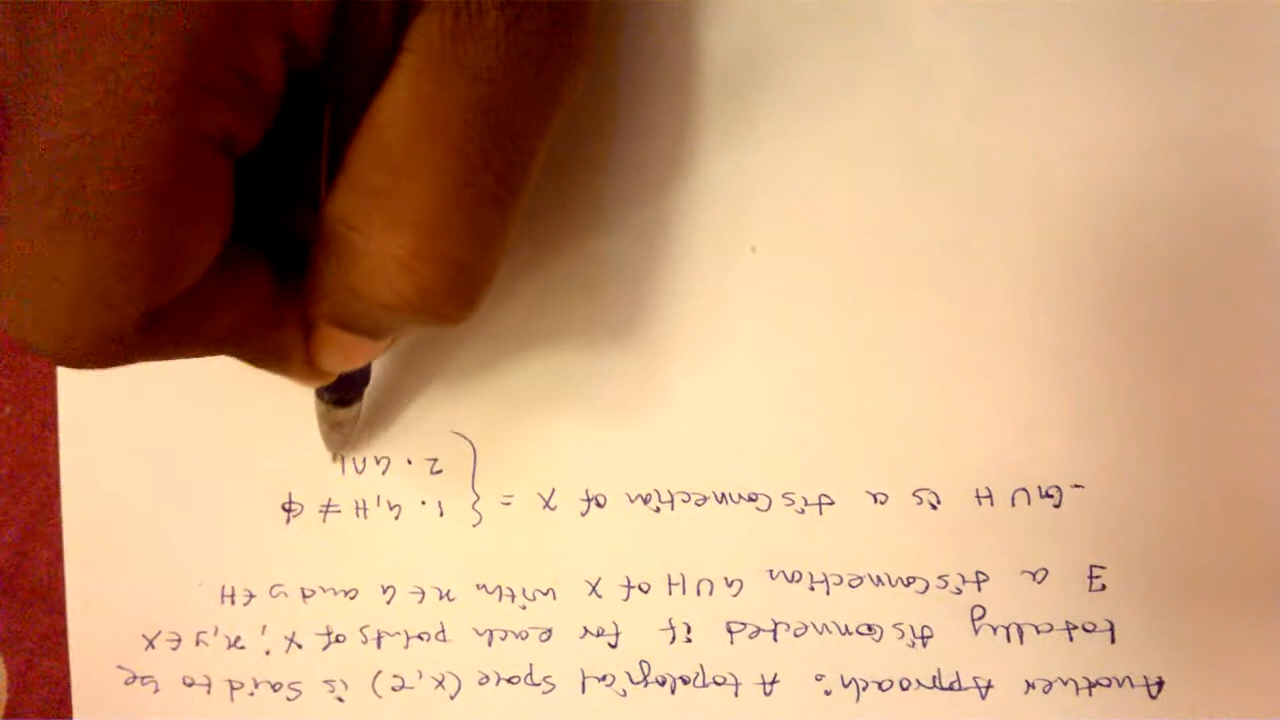 Another Approach: A topological space (X,τ) is said to be
totally disconnected if for each points of X; x,y ∈ X
∃ a disconnection G∪H of X with x∈G and y∈H
- G∪H is a disconnection of X = { 1. G,H ≠ φ
2. G∩